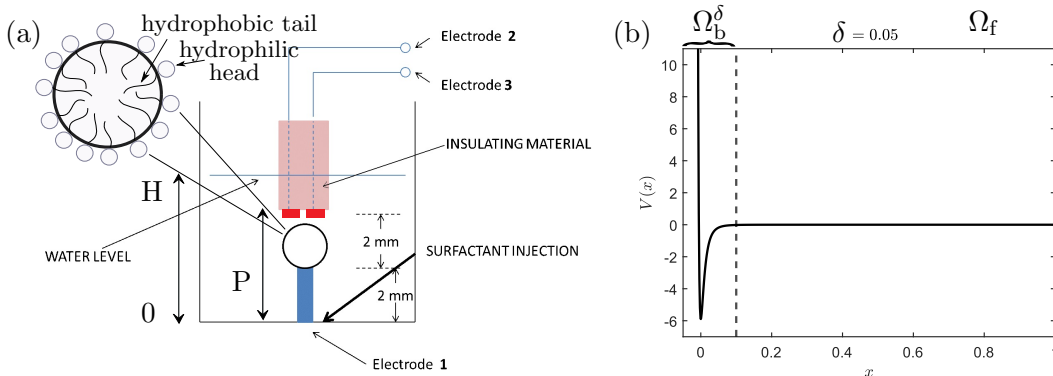 (a)
hydrophobic tail
hydrophilic
head
Electrode 2
Electrode 3
INSULATING MATERIAL
H
WATER LEVEL
P
2 mm
SURFACTANT INJECTION
2 mm
0
Electrode 1
(b)
Ω_b^δ
δ = 0.05
Ω_f
10
8
6
4
2
0
-2
-4
-6
V(x)
0 0.2 0.4 0.6 0.8 1
x